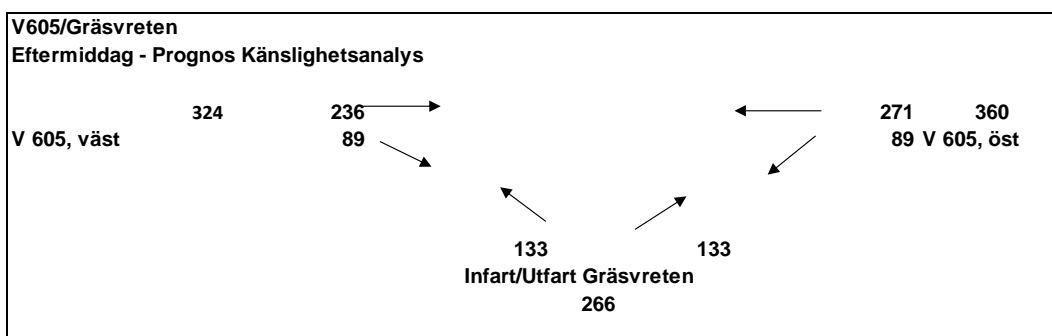 V605/Gräsvreten
Eftermiddag - Prognos Känslighetsanalys
324 236 271 360
V 605, väst 89 89 V 605, öst
133 133
Infart/Utfart Gräsvreten
266